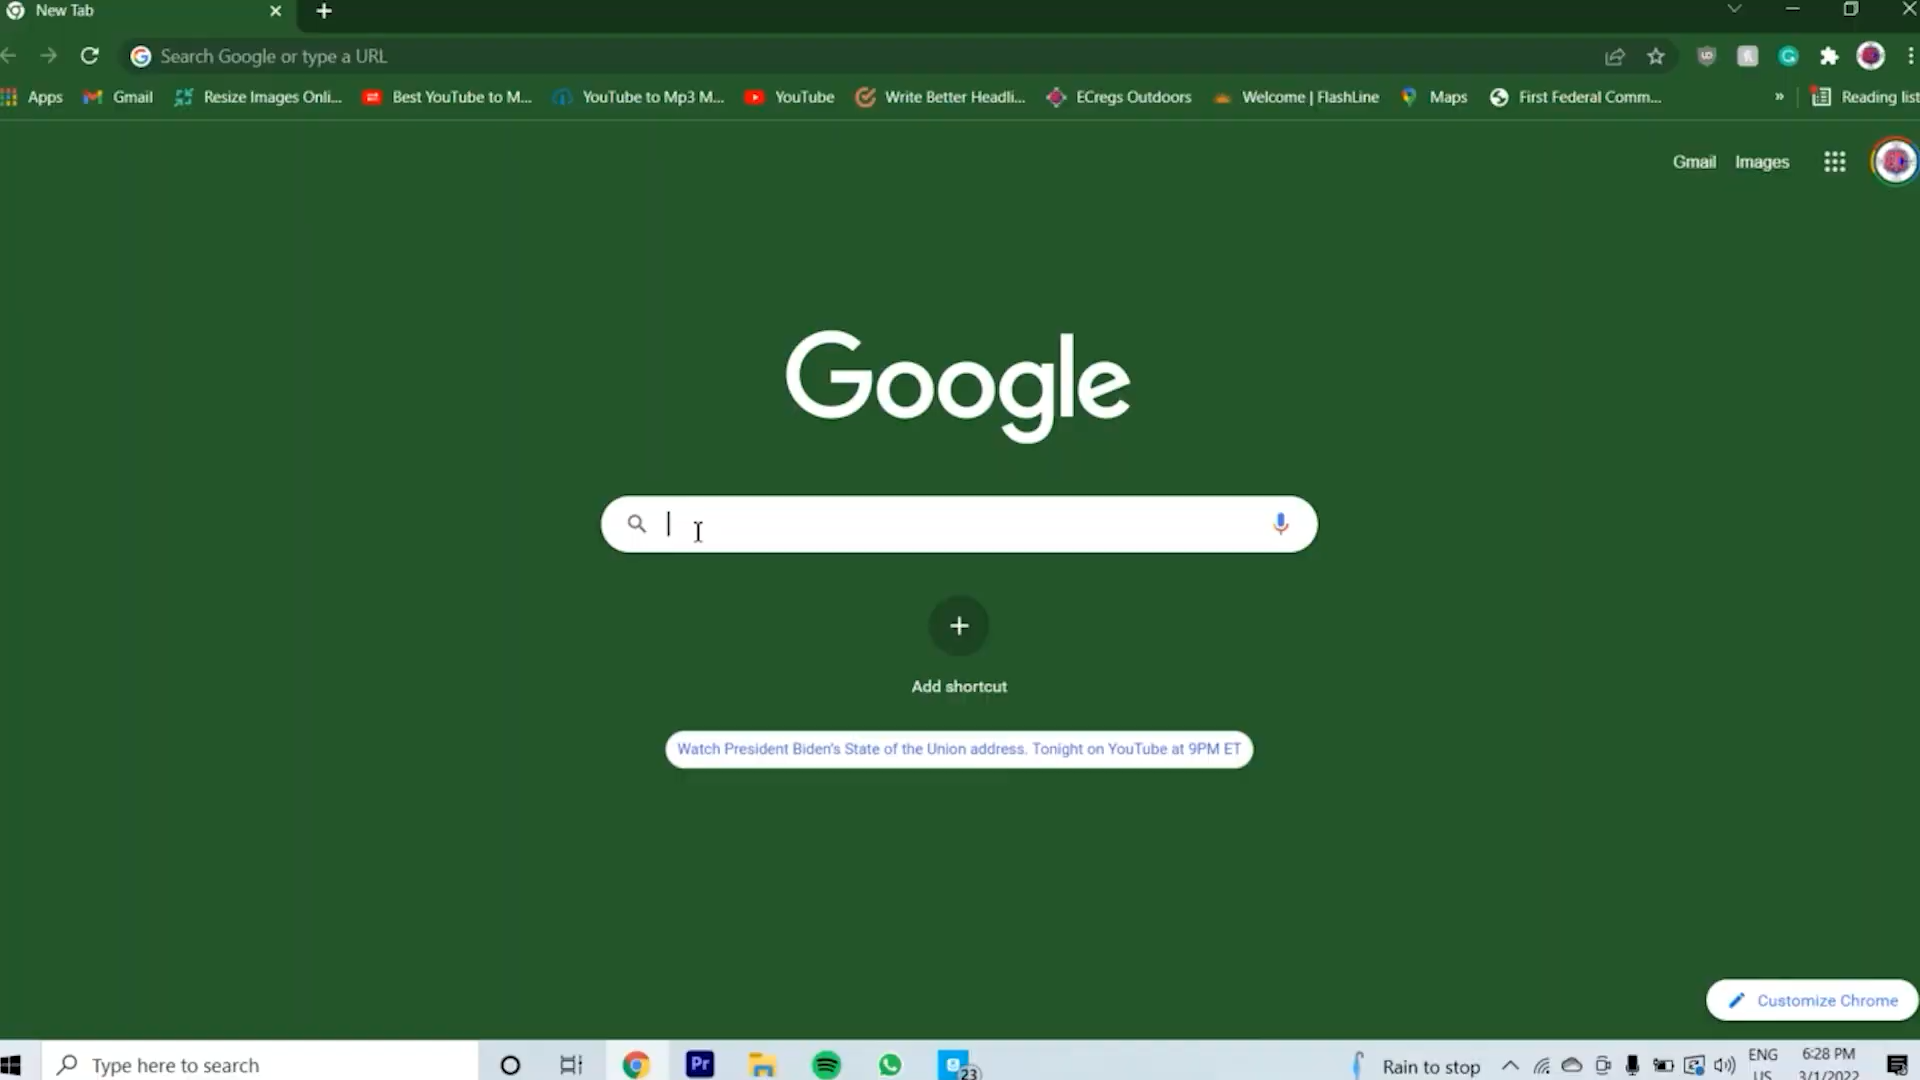 New Tab
Search Google or type a URL
Apps Gmail Resize Images Onli... Best YouTube to M... YouTube to Mp3 M... YouTube Write Better Headli... ECregs Outdoors Welcome | FlashLine Maps First Federal Comm... » Reading list
Gmail Images
Google
Add shortcut
Watch President Biden's State of the Union address. Tonight on YouTube at 9PM ET
Customize Chrome
Type here to search Pr 23 Rain to stop ENG 6:28 PM
US 3/1/2022